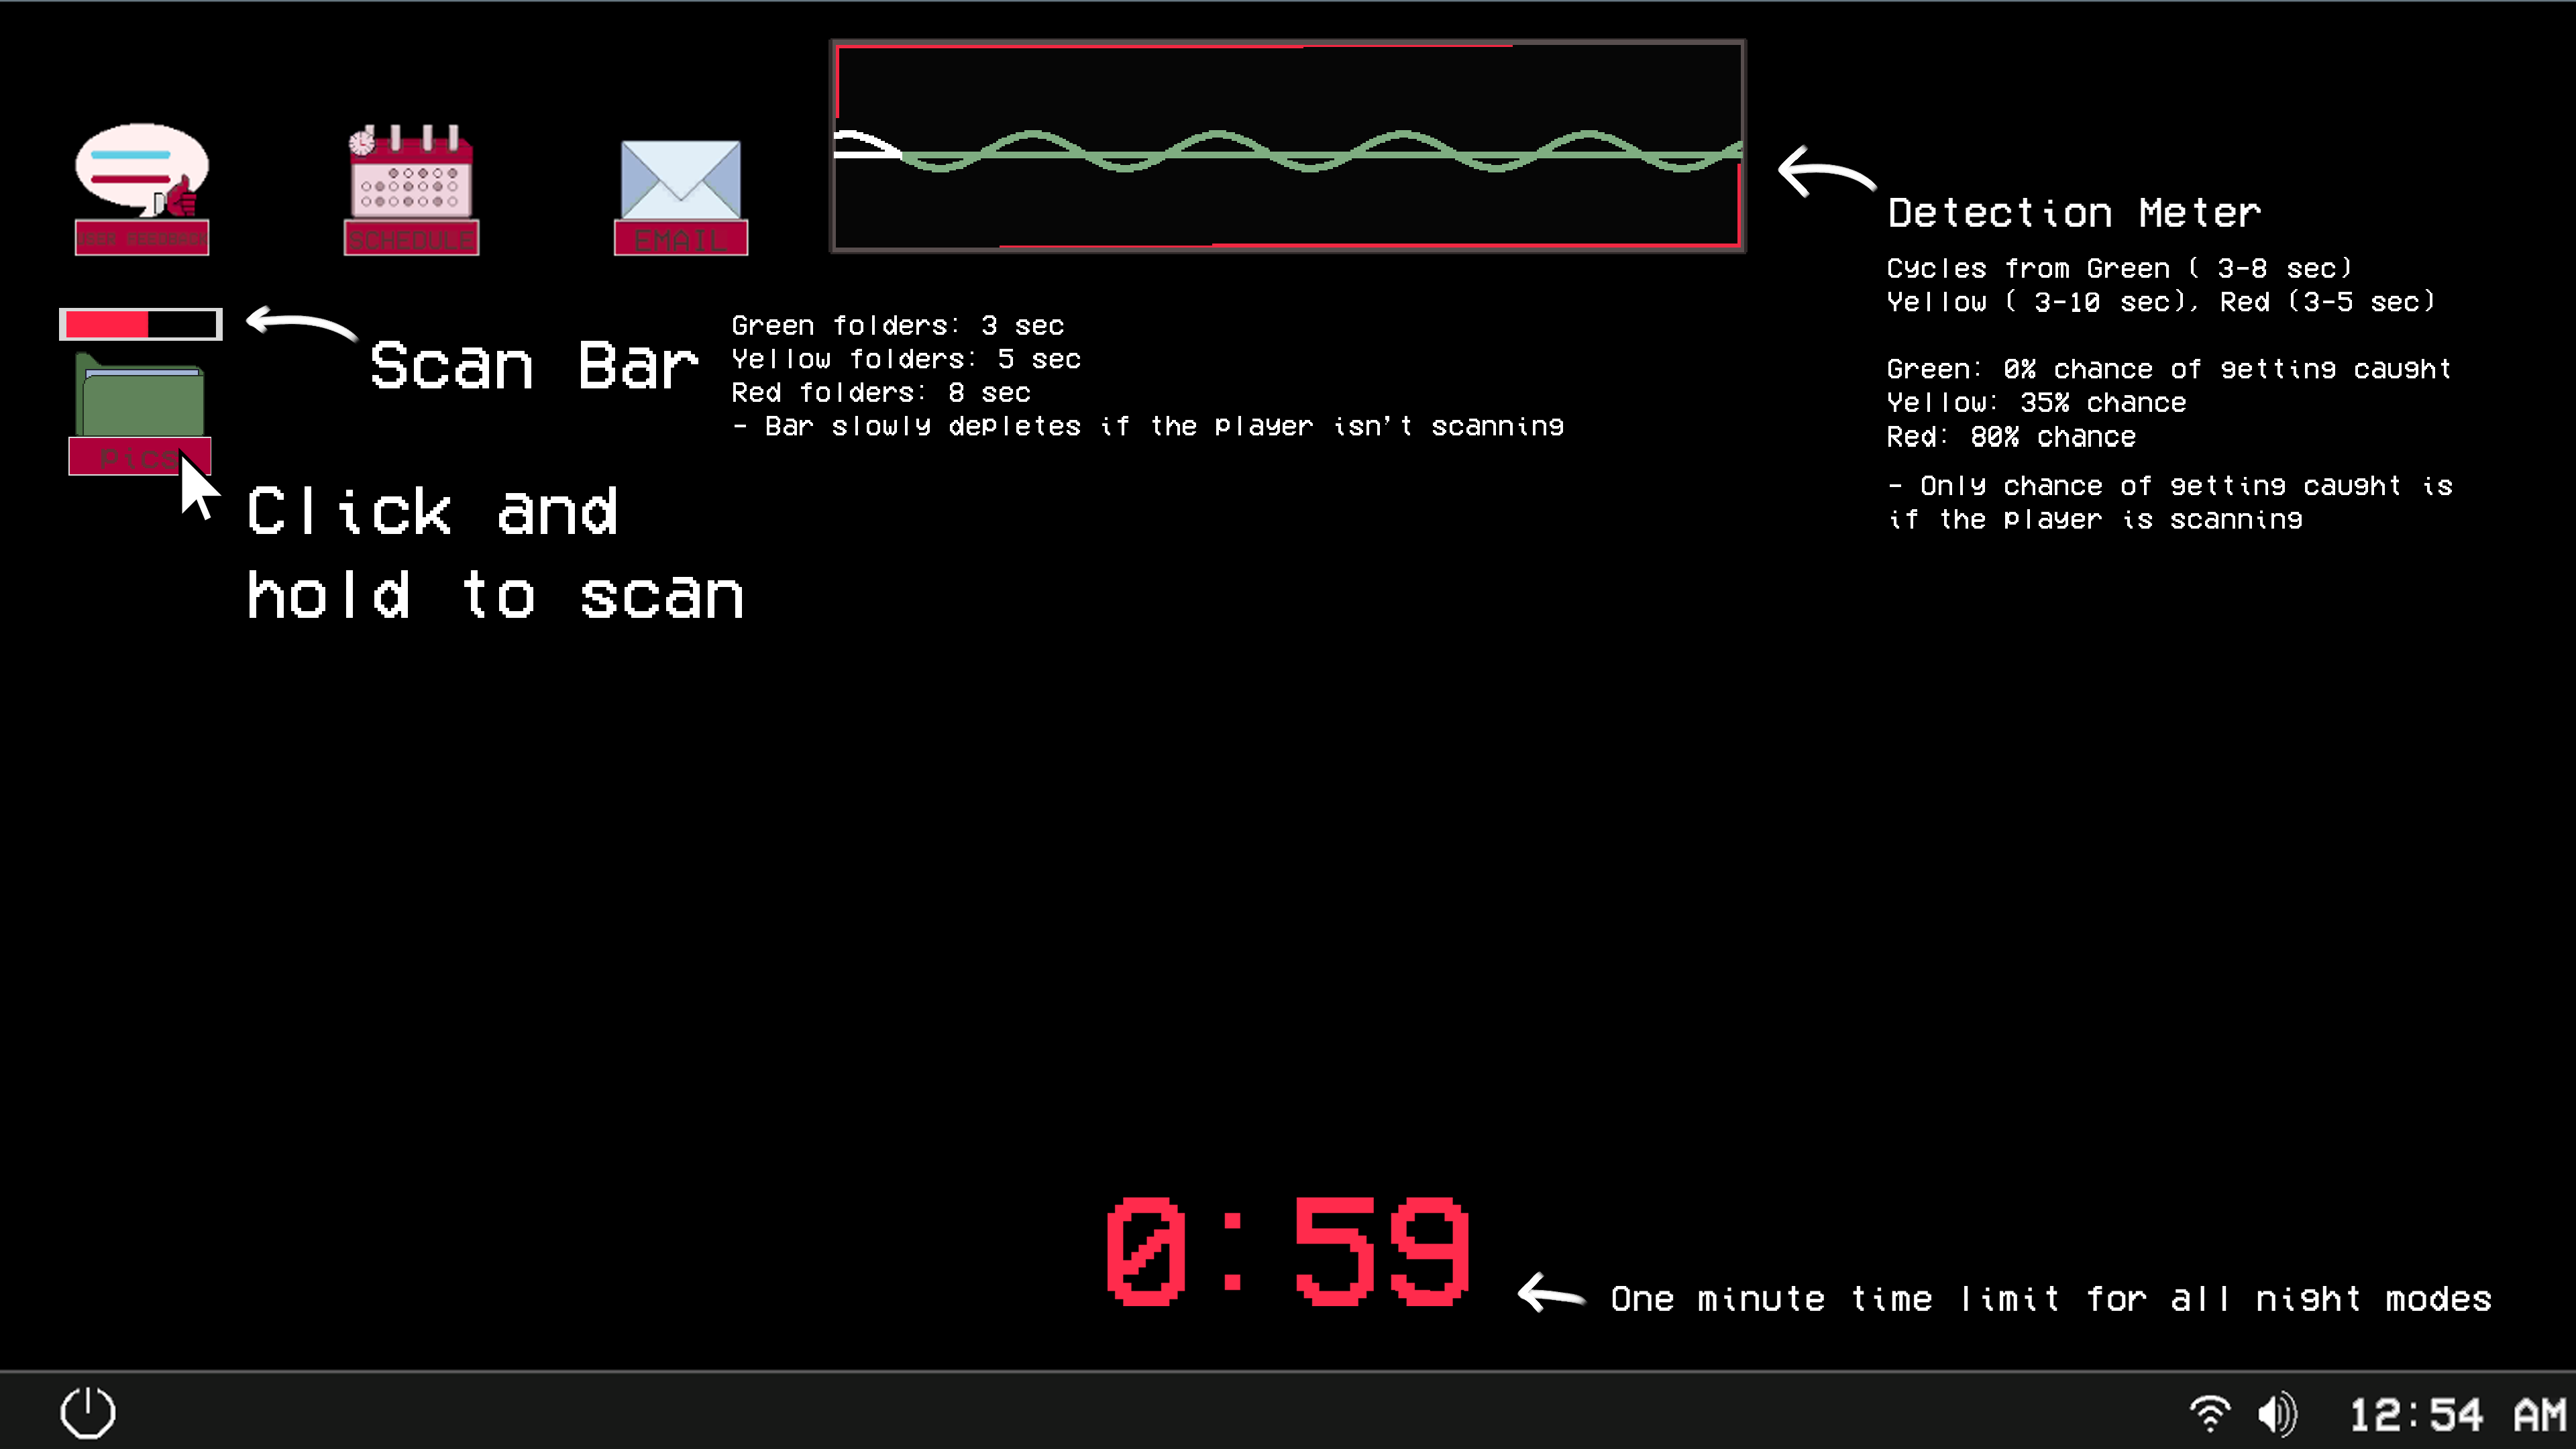 SCHEDULE
EMAIL
Detection Meter
Cycles from Green ( 3-8 sec)
Yellow ( 3-10 sec), Red (3-5 sec)
Green: 0% chance of getting caught
Yellow: 35% chance
Red: 80% chance
- Only chance of getting caught is
if the player is scanning
Scan Bar
Green folders: 3 sec
Yellow folders: 5 sec
Red folders: 8 sec
- Bar slowly depletes if the player isn't scanning
pics
Click and
hold to scan
0:59
One minute time limit for all night modes
12:54 AM